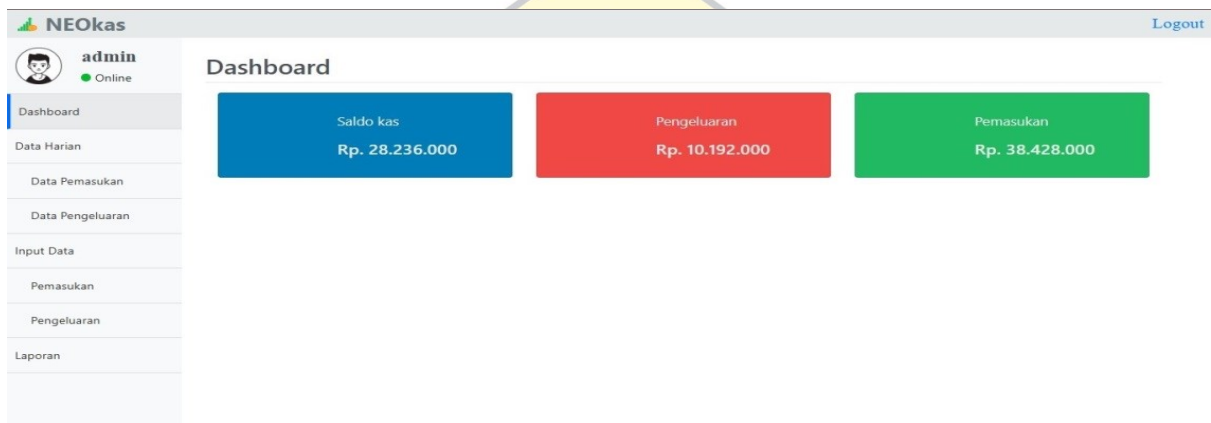 NEOkas
Logout
admin
Online
Dashboard
Data Harian
Data Pemasukan
Data Pengeluaran
Input Data
Pemasukan
Pengeluaran
Laporan
Dashboard
Saldo kas
Rp. 28.236.000
Pengeluaran
Rp. 10.192.000
Pemasukan
Rp. 38.428.000